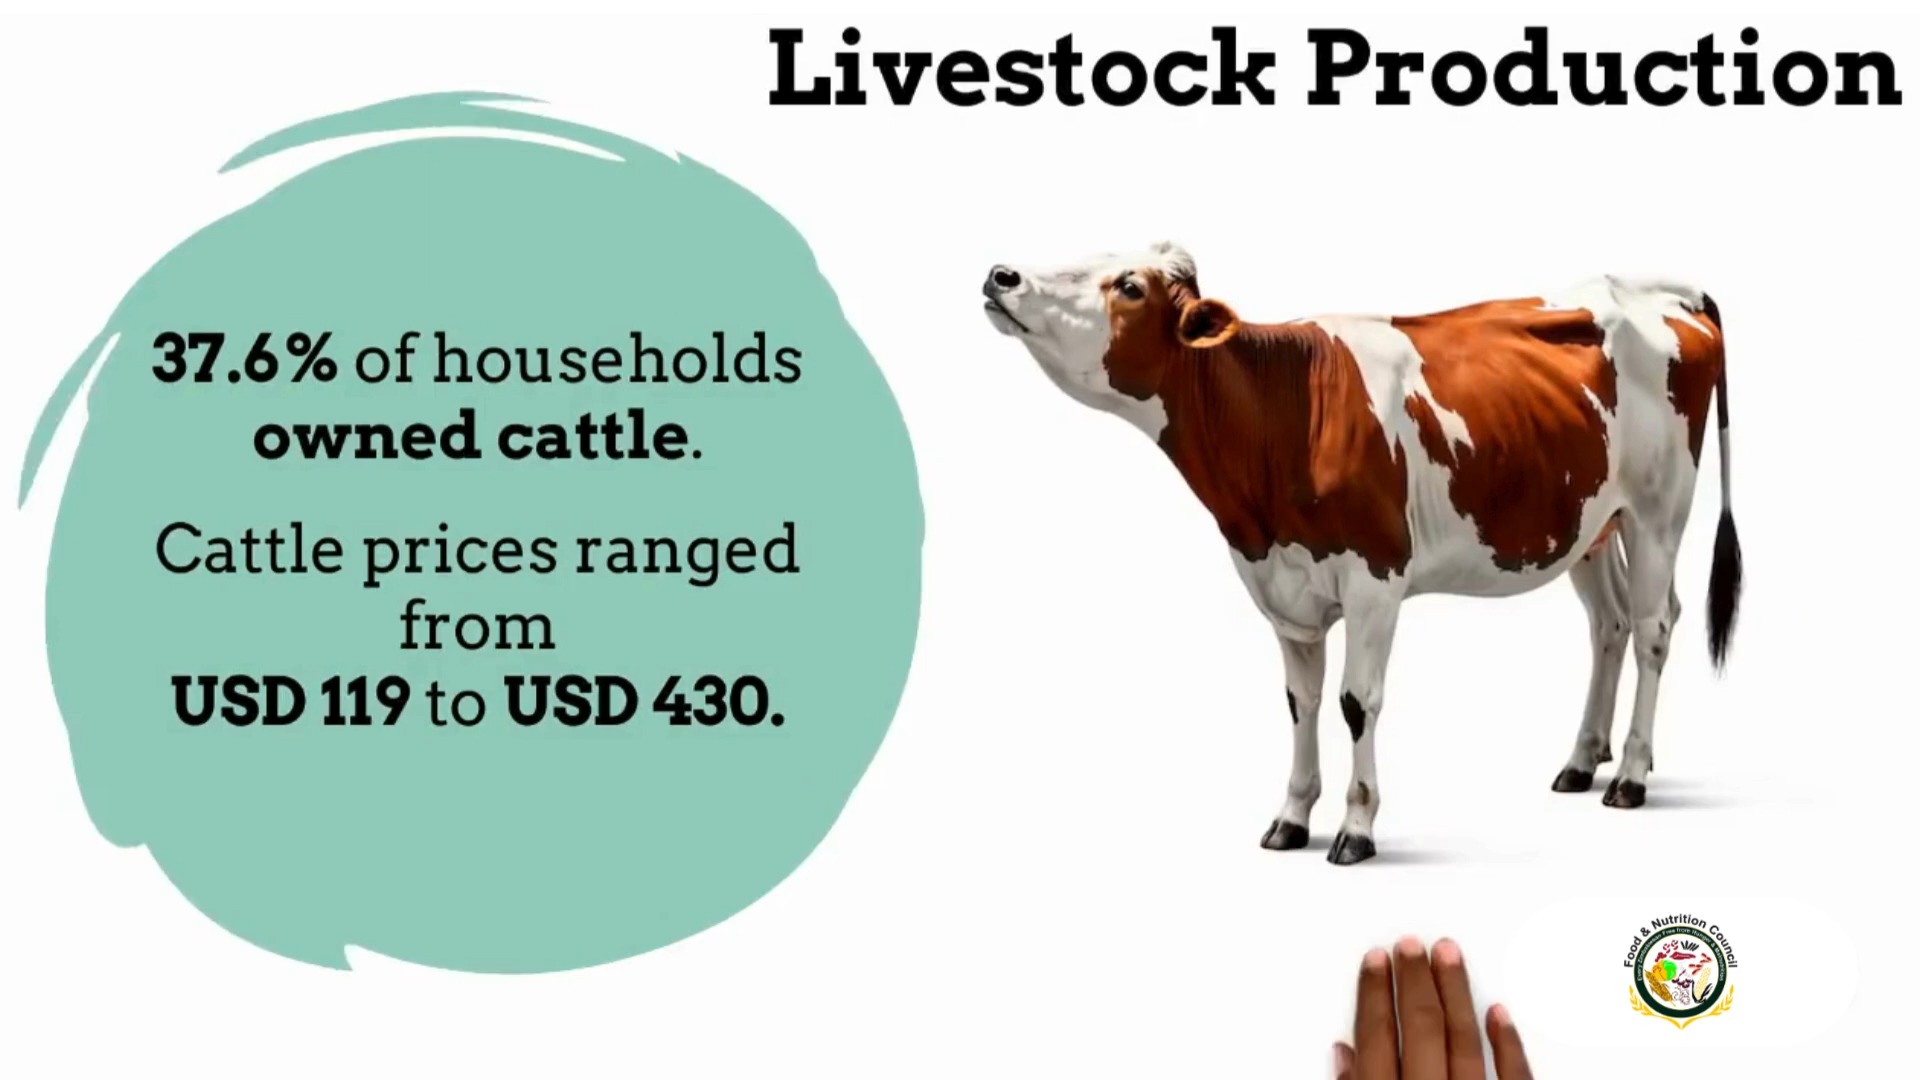 Livestock Production
37.6% of households
owned cattle.
Cattle prices ranged
from
USD 119 to USD 430.
Food & Nutrition Council